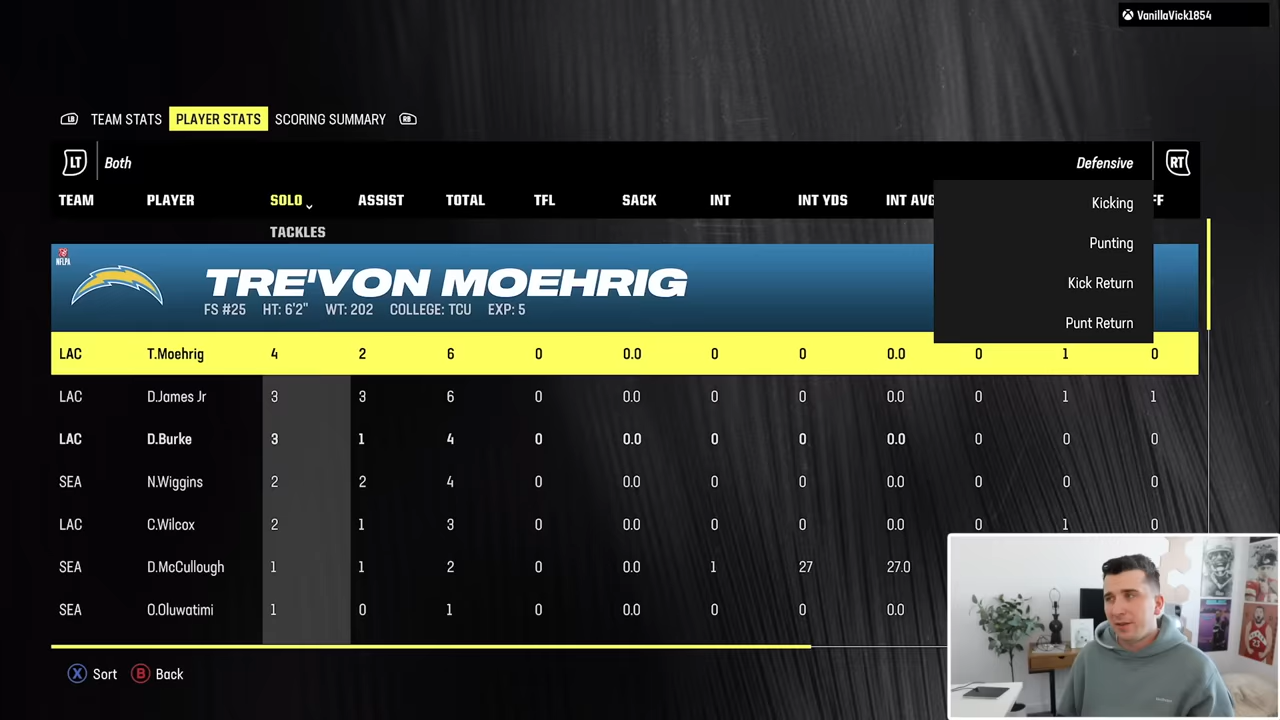 VanillaVick1854
LB TEAM STATS PLAYER STATS SCORING SUMMARY RB
LT Both Defensive RT
TEAM PLAYER SOLO ASSIST TOTAL TFL SACK INT INT YDS INT AVG FF
TACKLES
Kicking
Punting
Kick Return
Punt Return
NFLPA
TRE'VON MOEHRIG
FS #25 HT: 6'2" WT: 202 COLLEGE: TCU EXP: 5
LAC T.Moehrig 4 2 6 0 0.0 0 0 0.0 0 1 0
LAC D.James Jr 3 3 6 0 0.0 0 0 0.0 0 1 1
LAC D.Burke 3 1 4 0 0.0 0 0 0.0 0 0 0
SEA N.Wiggins 2 2 4 0 0.0 0 0 0.0 0 0 0
LAC C.Wilcox 2 1 3 0 0.0 0 0 0.0 0 1 0
SEA D.McCullough 1 1 2 0 0.0 1 27 27.0
SEA O.Oluwatimi 1 0 1 0 0.0 0 0 0.0
X Sort B Back